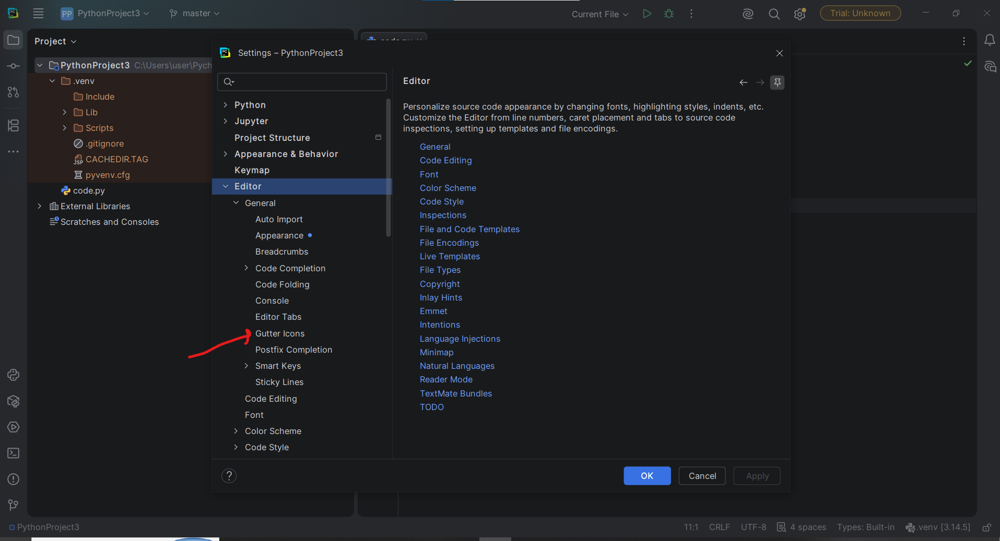 PC
PP PythonProject3 master Current File Trial: Unknown
Project
PythonProject3 C:\Users\user\Pych
.venv
Include
Lib
Scripts
.gitignore
JSP CACHEDIR.TAG
pyvenv.cfg
code.py
External Libraries
Scratches and Consoles
code.py
PC Settings – PythonProject3
Python
Jupyter
Project Structure
Appearance & Behavior
Keymap
Editor
General
Auto Import
Appearance
Breadcrumbs
Code Completion
Code Folding
Console
Editor Tabs
Gutter Icons
Postfix Completion
Smart Keys
Sticky Lines
Code Editing
Font
Color Scheme
Code Style
Editor
Personalize source code appearance by changing fonts, highlighting styles, indents, etc.
Customize the Editor from line numbers, caret placement and tabs to source code
inspections, setting up templates and file encodings.
General
Code Editing
Font
Color Scheme
Code Style
Inspections
File and Code Templates
File Encodings
Live Templates
File Types
Copyright
Inlay Hints
Emmet
Intentions
Language Injections
Minimap
Natural Languages
Reader Mode
TextMate Bundles
TODO
? OK Cancel Apply
PythonProject3 11:1 CRLF UTF-8 4 spaces Types: Built-in .venv [3.14.5]